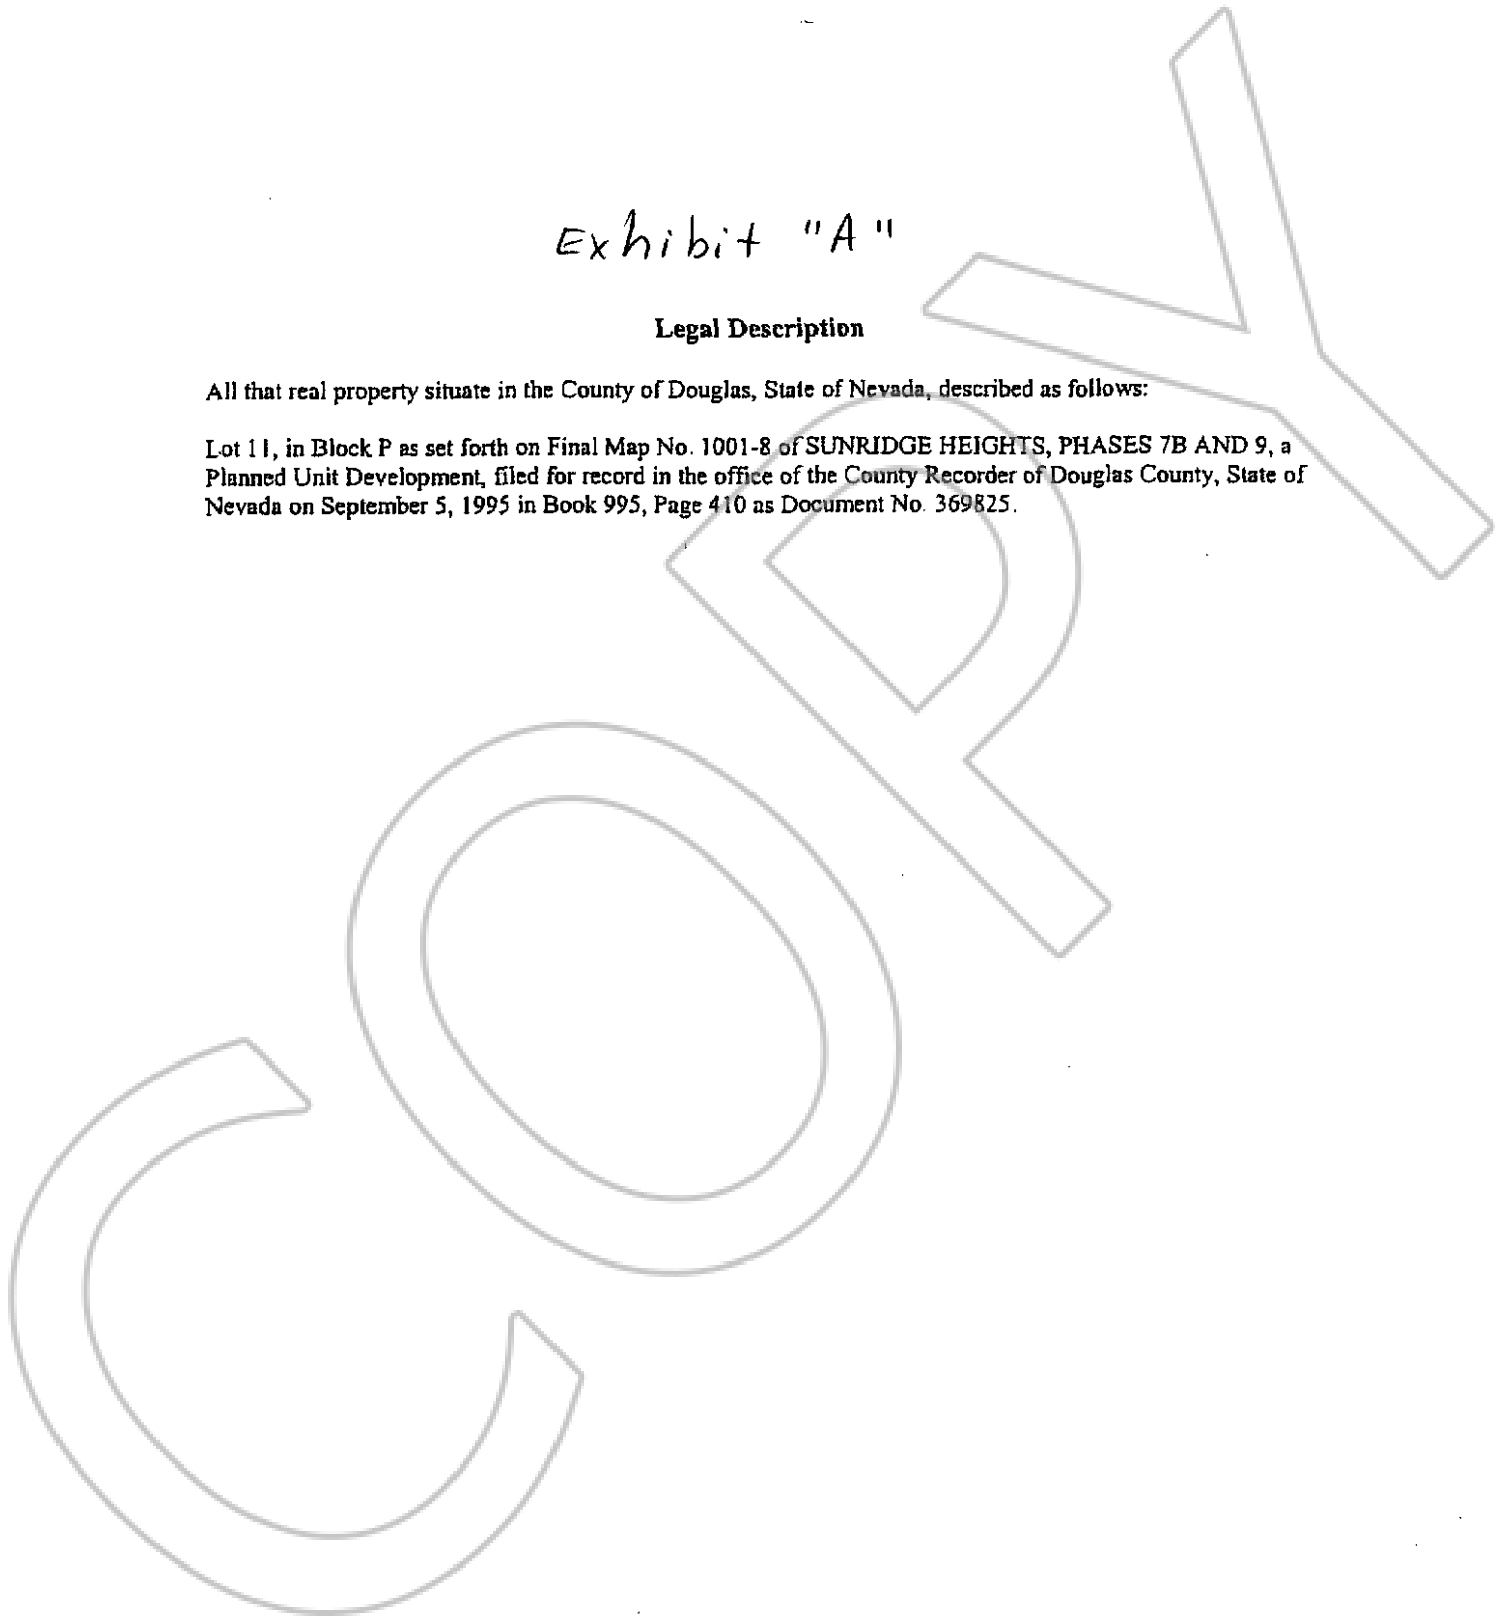 Exhibit "A"
Legal Description
All that real property situate in the County of Douglas, State of Nevada, described as follows:
Lot 11, in Block P as set forth on Final Map No. 1001-8 of SUNRIDGE HEIGHTS, PHASES 7B AND 9, a
Planned Unit Development, filed for record in the office of the County Recorder of Douglas County, State of
Nevada on September 5, 1995 in Book 995, Page 410 as Document No. 369825.
COPY